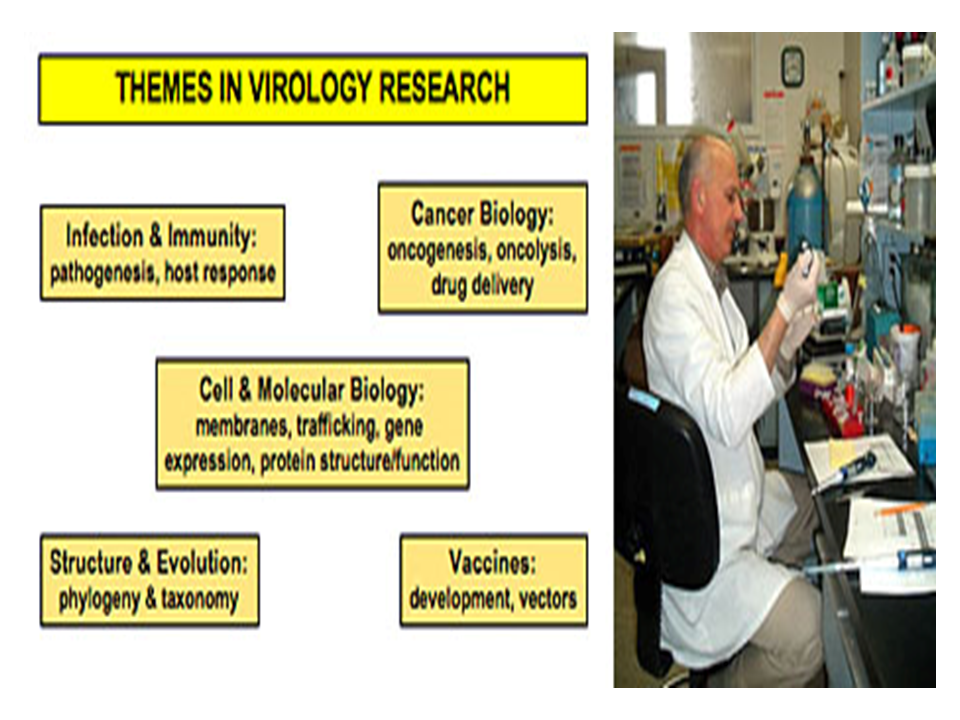 THEMES IN VIROLOGY RESEARCH
Infection & Immunity:
pathogenesis, host response
Cancer Biology:
oncogenesis, oncolysis,
drug delivery
Cell & Molecular Biology:
membranes, trafficking, gene
expression, protein structure/function
Structure & Evolution:
phylogeny & taxonomy
Vaccines:
development, vectors